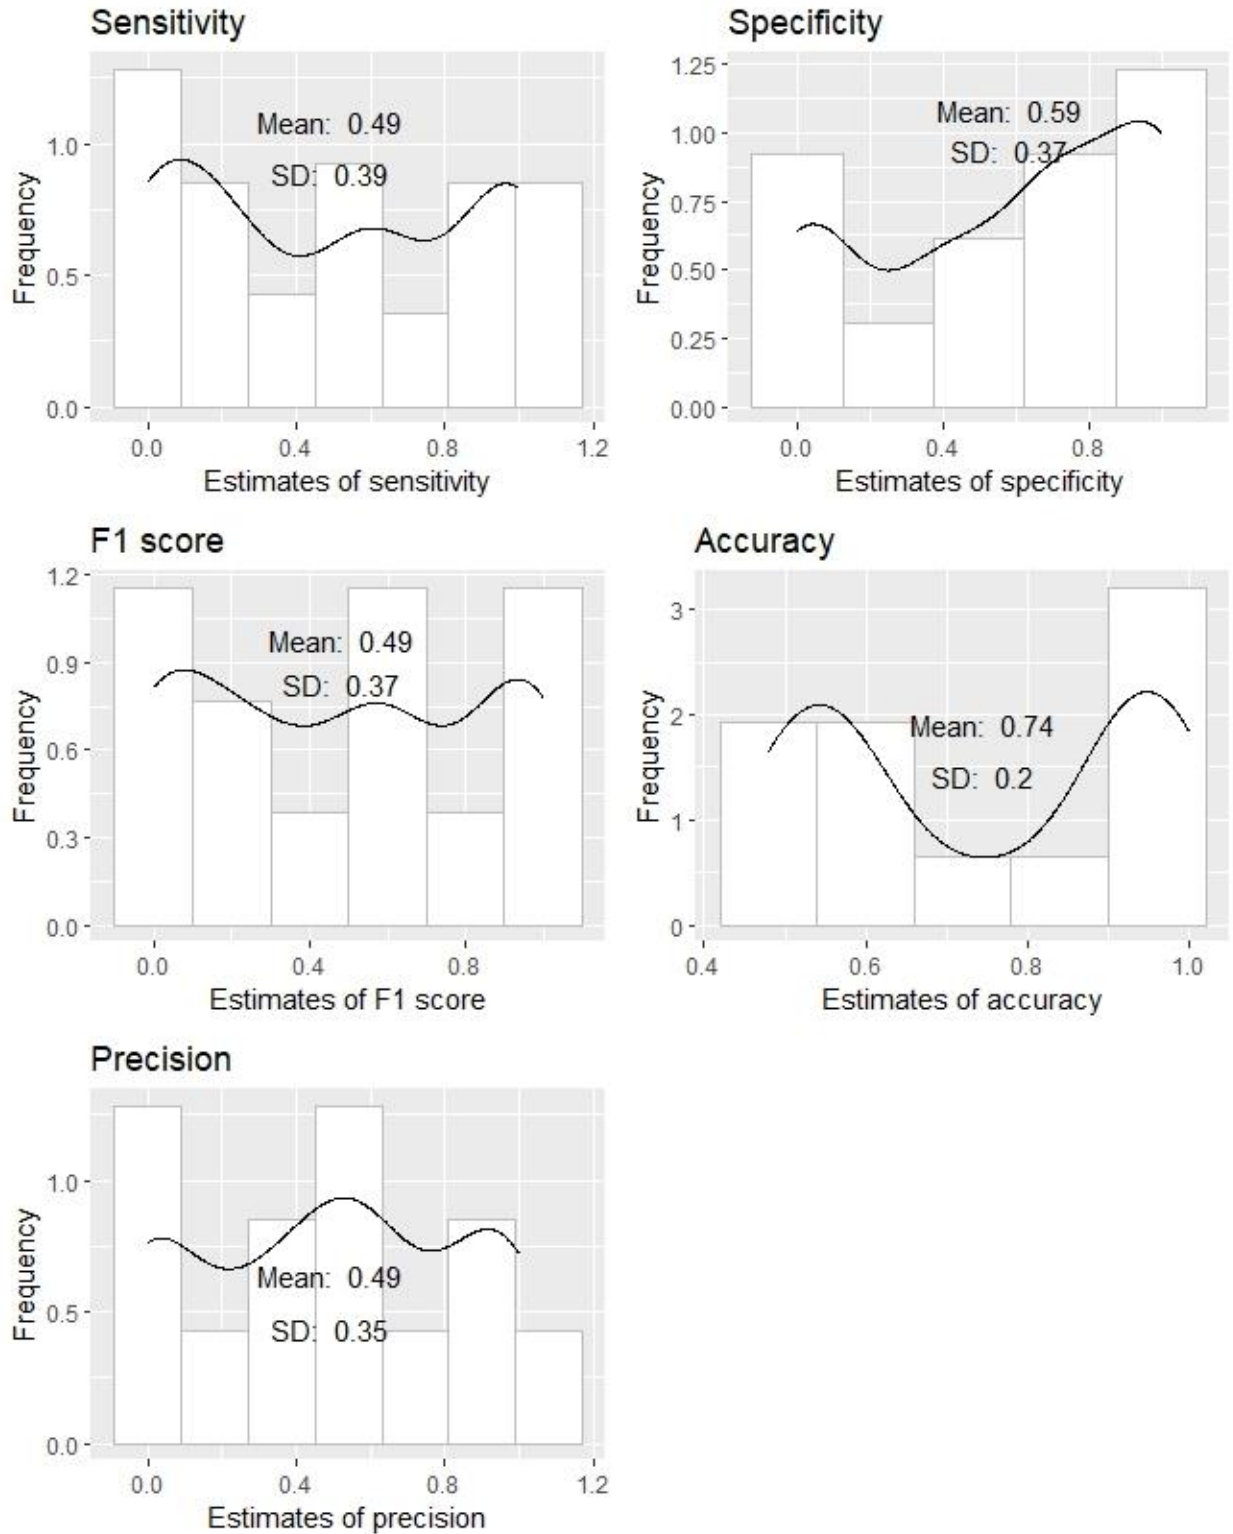 Sensitivity
Frequency
1.0
0.5
0.0
Mean: 0.49
SD: 0.39
0.0 0.4 0.8 1.2
Estimates of sensitivity
Specificity
Frequency
1.25
1.00
0.75
0.50
0.25
0.00
Mean: 0.59
SD: 0.37
0.0 0.4 0.8
Estimates of specificity
F1 score
Frequency
1.2
0.9
0.6
0.3
0.0
Mean: 0.49
SD: 0.37
0.0 0.4 0.8
Estimates of F1 score
Accuracy
Frequency
3
2
1
0
Mean: 0.74
SD: 0.2
0.4 0.6 0.8 1.0
Estimates of accuracy
Precision
Frequency
1.0
0.5
0.0
Mean: 0.49
SD: 0.35
0.0 0.4 0.8 1.2
Estimates of precision